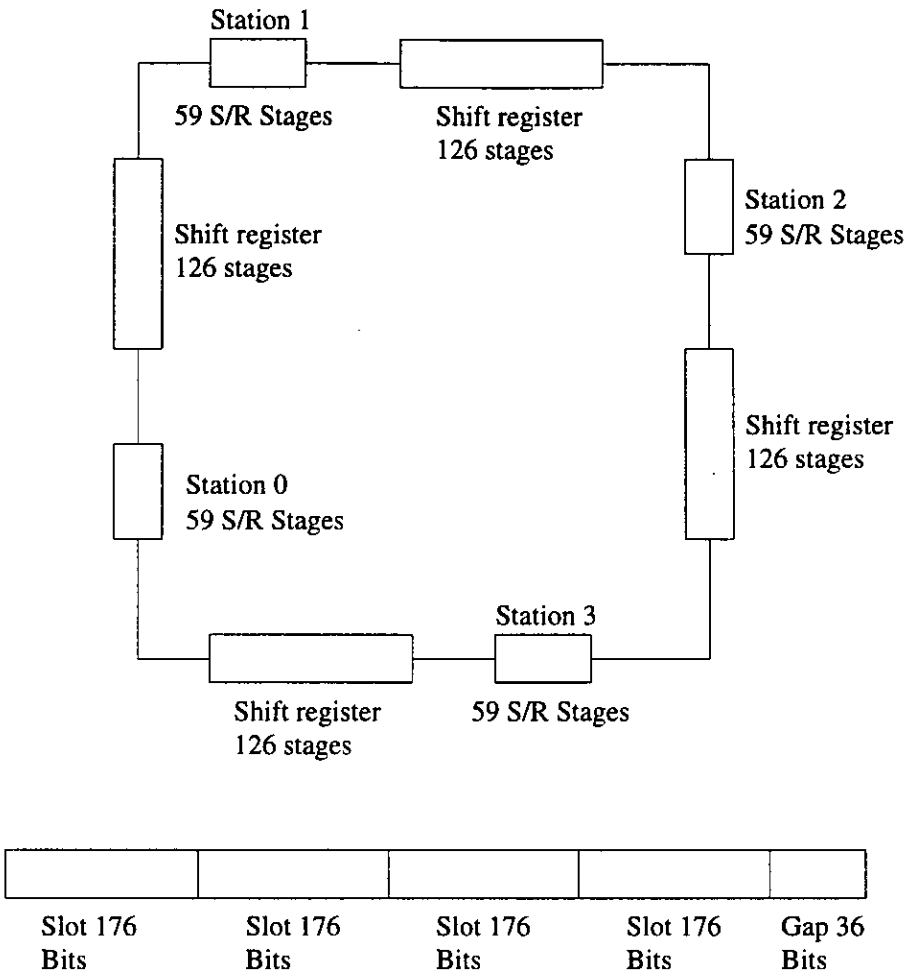 Station 1
59 S/R Stages
Shift register
126 stages
Station 2
59 S/R Stages
Shift register
126 stages
Shift register
126 stages
Station 0
59 S/R Stages
Station 3
59 S/R Stages
Shift register
126 stages
Slot 176
Bits
Slot 176
Bits
Slot 176
Bits
Slot 176
Bits
Gap 36
Bits